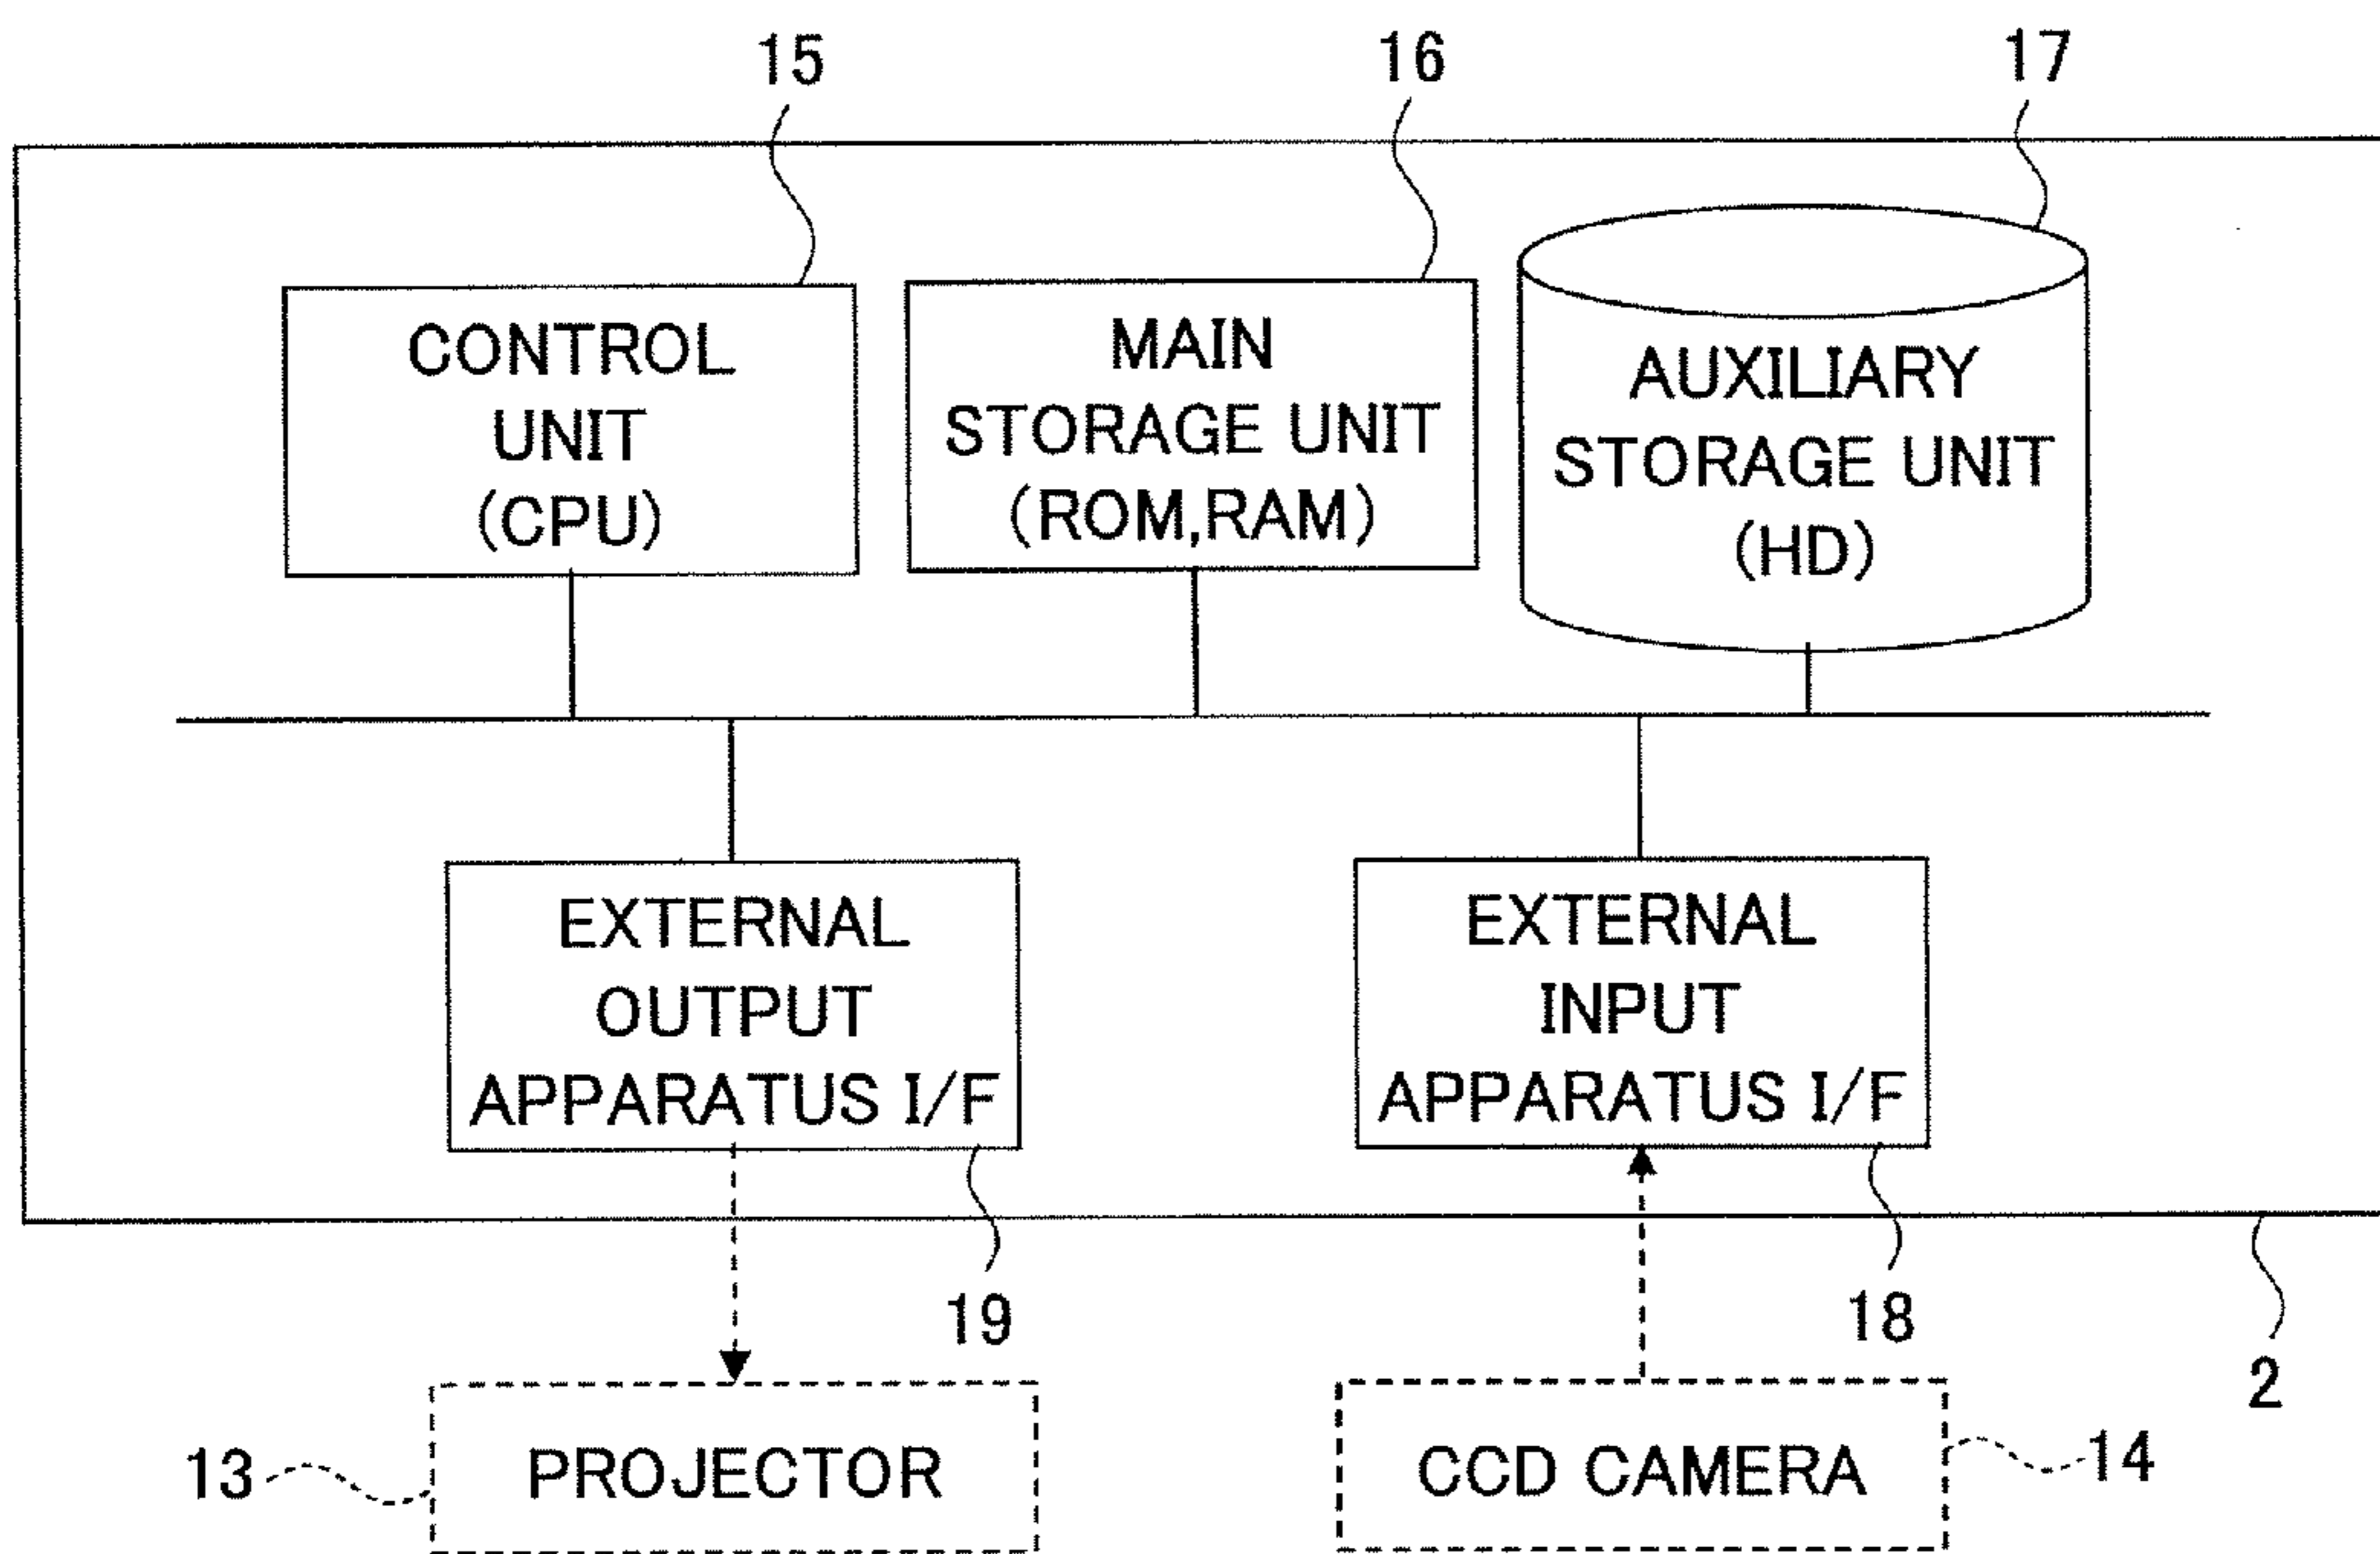 15
16
17
CONTROL
UNIT
(CPU)
MAIN
STORAGE UNIT
(ROM,RAM)
AUXILIARY
STORAGE UNIT
(HD)
EXTERNAL
OUTPUT
APPARATUS I/F
EXTERNAL
INPUT
APPARATUS I/F
19
18
2
13
PROJECTOR
CCD CAMERA
14